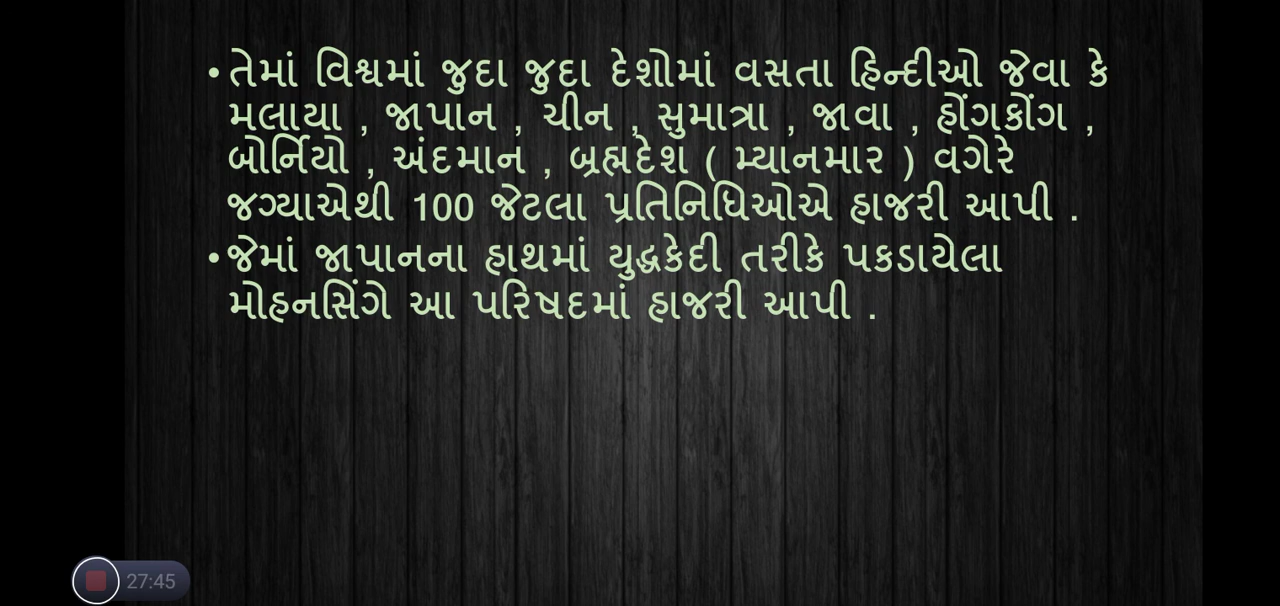 • તેમાં વિશ્વમાં જુદા જુદા દેશોમાં વસતા હિન્દીઓ જેવા કે
મલાયા , જાપાન , ચીન , સુમાત્રા , જાવા , હોંગકોંગ ,
બોર્નિયો , અંદમાન , બ્રહ્મદેશ ( મ્યાનમાર ) વગેરે
જગ્યાએથી 100 જેટલા પ્રતિનિધિઓએ હાજરી આપી .
• જેમાં જાપાનના હાથમાં યુદ્ધકેદી તરીકે પકડાયેલા
મોહનસિંગે આ પરિષદમાં હાજરી આપી .
27:45